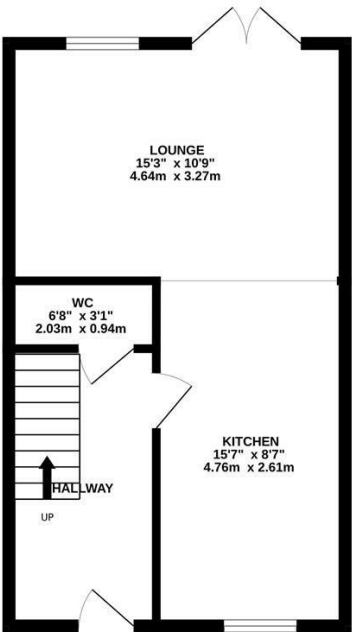 LOUNGE
15'3" x 10'9"
4.64m x 3.27m
WC
6'8" x 3'1"
2.03m x 0.94m
KITCHEN
15'7" x 8'7"
4.76m x 2.61m
HALLWAY
UP